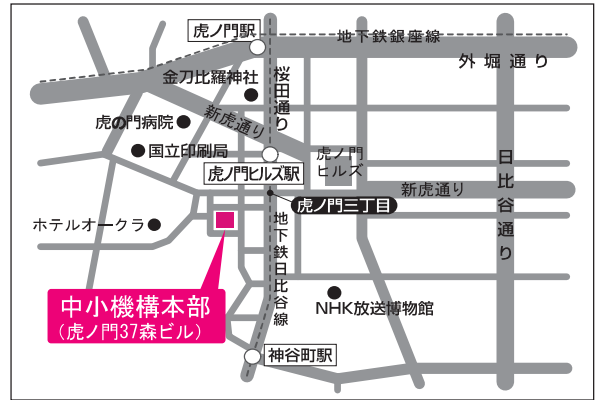 虎ノ門駅
地下鉄銀座線
外堀通り
金刀比羅神社
桜田通り
新虎通り
虎の門病院
国立印刷局
虎ノ門
ヒルズ
日比谷通り
虎ノ門ヒルズ駅
新虎通り
虎ノ門三丁目
ホテルオークラ
地下鉄日比谷線
中小機構本部
(虎ノ門37森ビル)
NHK放送博物館
神谷町駅